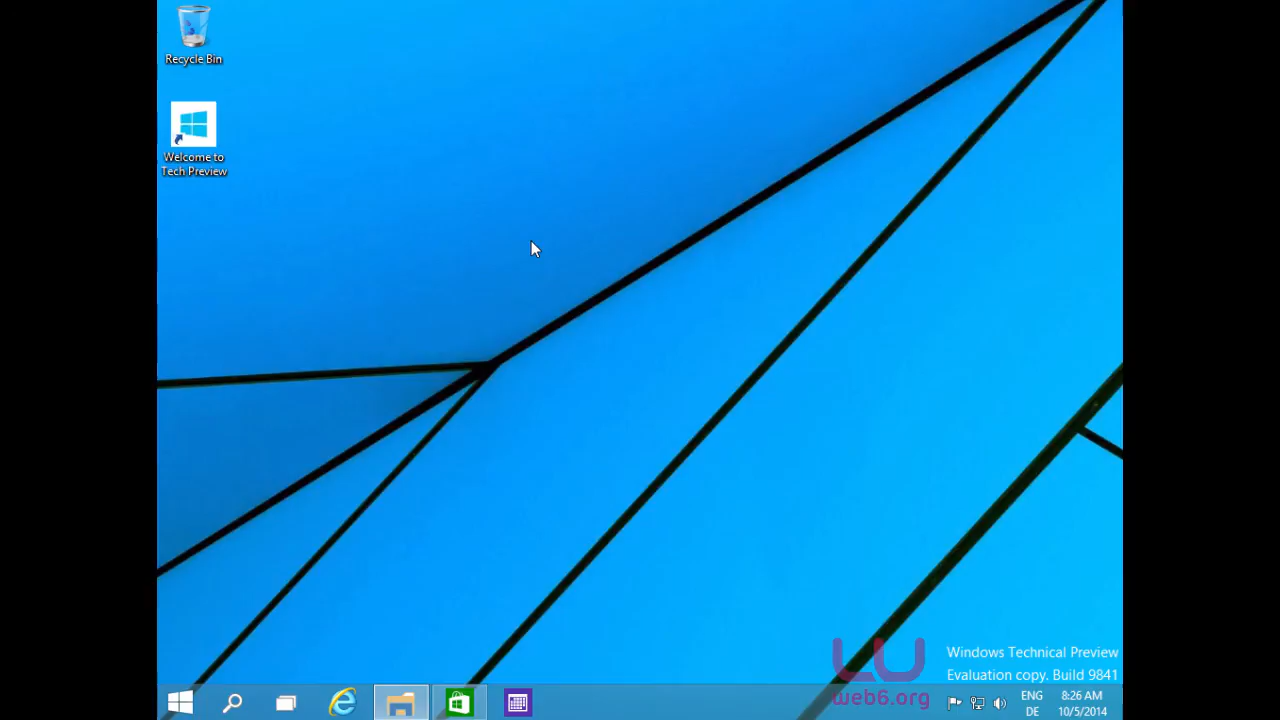 Recycle Bin
Welcome to
Tech Preview
Windows Technical Preview
Evaluation copy. Build 9841
web6.org
ENG
DE
8:26 AM
10/5/2014